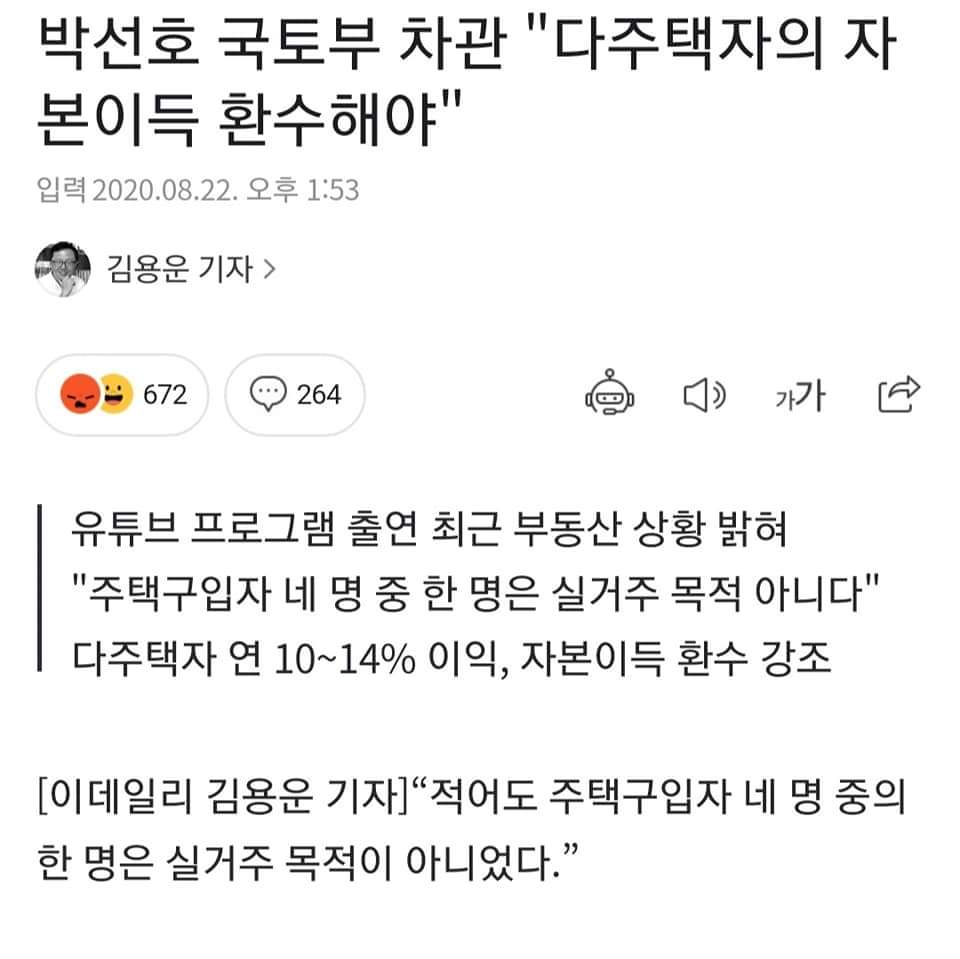 박선호 국토부 차관 "다주택자의 자
본이득 환수해야"
입력 2020.08.22. 오후 1:53
김용운 기자 >
672
264
가가
유튜브 프로그램 출연 최근 부동산 상황 밝혀
"주택구입자 네 명 중 한 명은 실거주 목적 아니다"
다주택자 연 10~14% 이익, 자본이득 환수 강조
[이데일리 김용운 기자]“적어도 주택구입자 네 명 중의
한 명은 실거주 목적이 아니었다.”